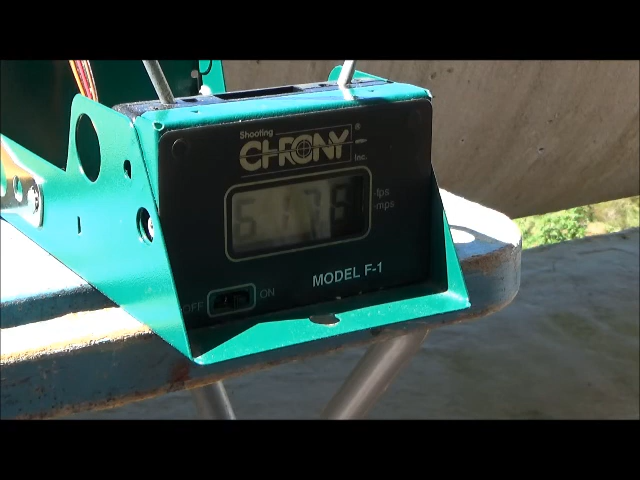 Shooting
CHRONY®
Inc.
fps
mps
OFF ON
MODEL F-1